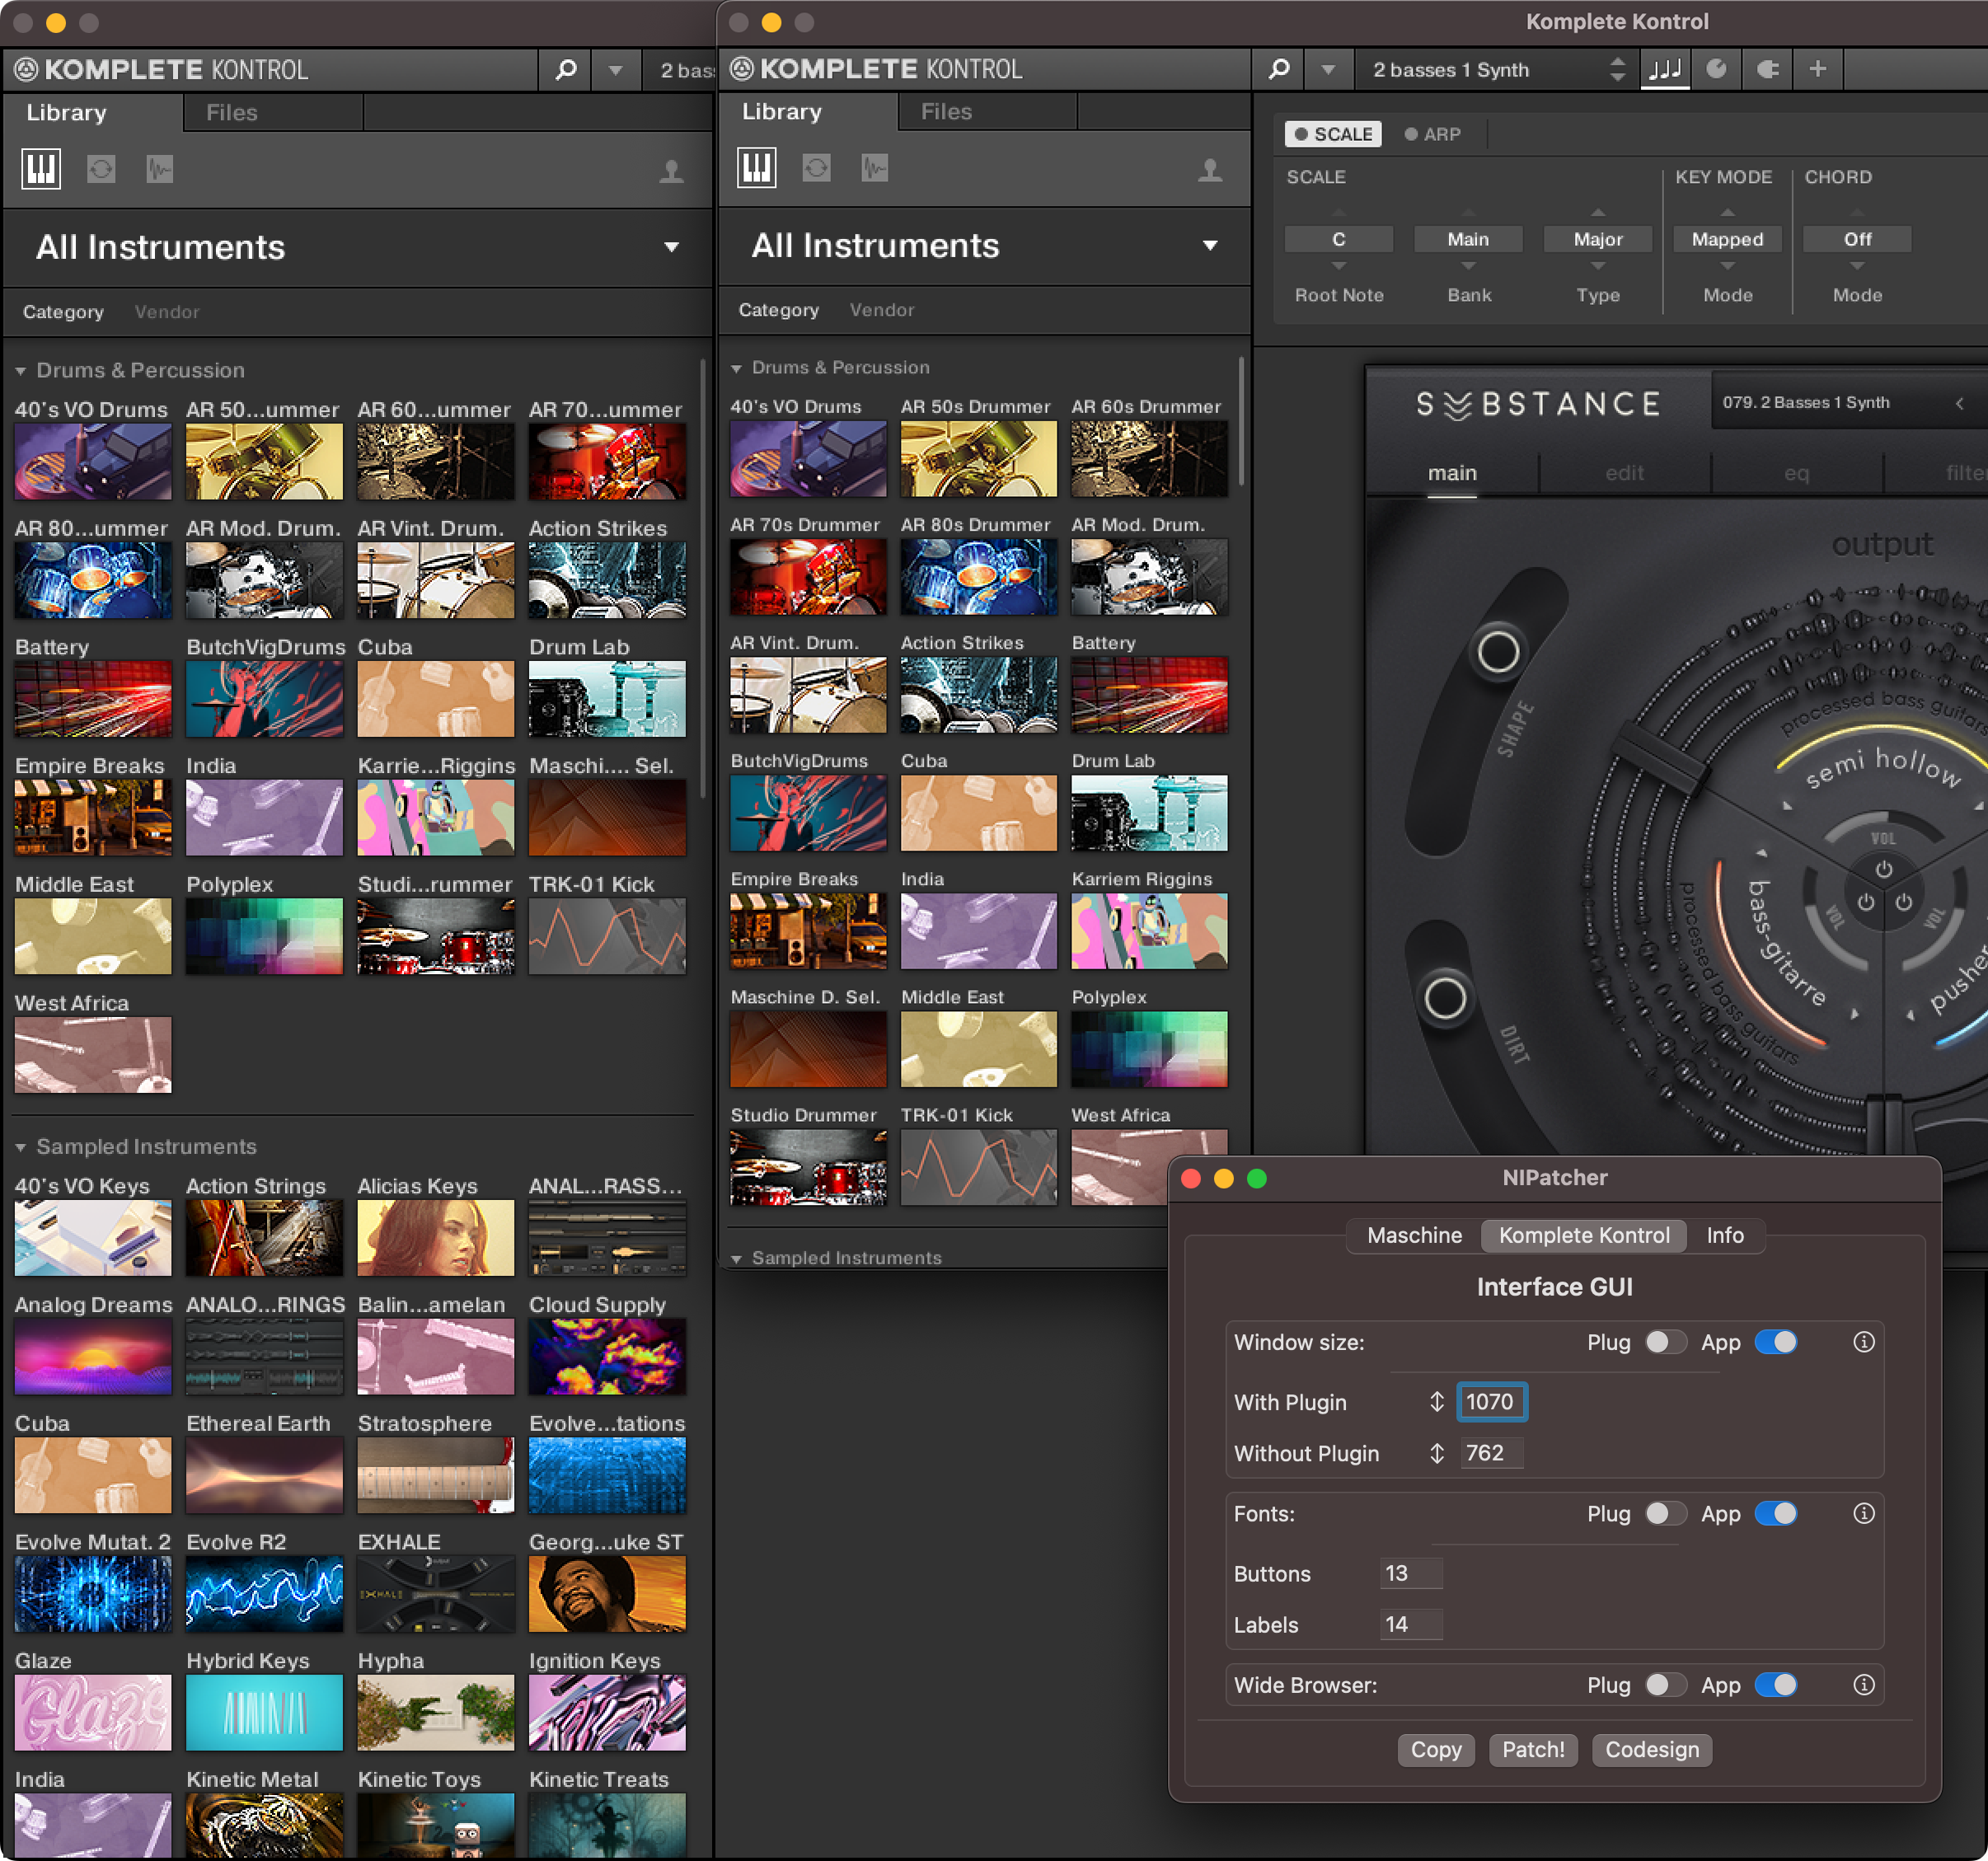 KOMPLETE KONTROL
2 bas
Library
Files
All Instruments
Category
Vendor
Drums & Percussion
40's VO Drums
AR 50...ummer
AR 60...ummer
AR 70...ummer
AR 80...ummer
AR Mod. Drum.
AR Vint. Drum.
Action Strikes
Battery
ButchVigDrums
Cuba
Drum Lab
Empire Breaks
India
Karrie...Riggins
Maschi.... Sel.
Middle East
Polyplex
Studi...rummer
TRK-01 Kick
West Africa
Sampled Instruments
40's VO Keys
Action Strings
Alicias Keys
ANAL...RASS...
Analog Dreams
ANALO...RINGS
Balin...amelan
Cloud Supply
Cuba
Ethereal Earth
Stratosphere
Evolve...tations
Evolve Mutat. 2
Evolve R2
EXHALE
Georg...uke ST
EXHALE
Glaze
Hybrid Keys
Hypha
Ignition Keys
Glaze
India
Kinetic Metal
Kinetic Toys
Kinetic Treats
Komplete Kontrol
KOMPLETE KONTROL
2 basses 1 Synth
Library
Files
All Instruments
Category
Vendor
Drums & Percussion
40's VO Drums
AR 50s Drummer
AR 60s Drummer
AR 70s Drummer
AR 80s Drummer
AR Mod. Drum.
AR Vint. Drum.
Action Strikes
Battery
ButchVigDrums
Cuba
Drum Lab
Empire Breaks
India
Karriem Riggins
Maschine D. Sel.
Middle East
Polyplex
Studio Drummer
TRK-01 Kick
West Africa
Sampled Instruments
SCALE
ARP
SCALE
KEY MODE
CHORD
C
Main
Major
Mapped
Off
Root Note
Bank
Type
Mode
Mode
SUBSTANCE
079. 2 Basses 1 Synth
main
edit
eq
filte
output
SHAPE
DIRT
processed bass guitars
semi hollow
VOL
VOL
VOL
bass-gitarre
processed bass guitars
pusher
NIPatcher
Maschine
Komplete Kontrol
Info
Interface GUI
Window size:
Plug
App
With Plugin
1070
Without Plugin
762
Fonts:
Plug
App
Buttons
13
Labels
14
Wide Browser:
Plug
App
Copy
Patch!
Codesign